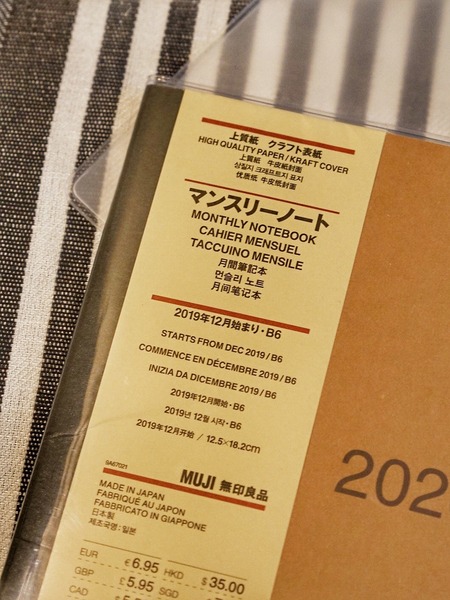 上質紙 クラフト表紙
HIGH QUALITY PAPER/KRAFT COVER
上質紙 牛皮紙封面
상질지 크래프트지 표지
优质纸 牛皮纸封面
マンスリーノート
MONTHLY NOTEBOOK
CAHIER MENSUEL
TACCUINO MENSILE
月間筆記本
먼슬리 노트
月间笔记本
2019年12月始まり・B6
STARTS FROM DEC 2019 / B6
COMMENCE EN DÉCEMBRE 2019 / B6
INIZIA DA DICEMBRE 2019 / B6
2019年12月開始・B6
2019년 12월 시작・B6
2019年12月开始 / 12.5×18.2cm
202
9A67021
MUJI 無印良品
MADE IN JAPAN
FABRIQUÉ AU JAPON
FABBRICATO IN GIAPPONE
日本製
제조국명 : 일본
EUR €6.95 HKD $35.00
GBP £5.95 SGD
CAD